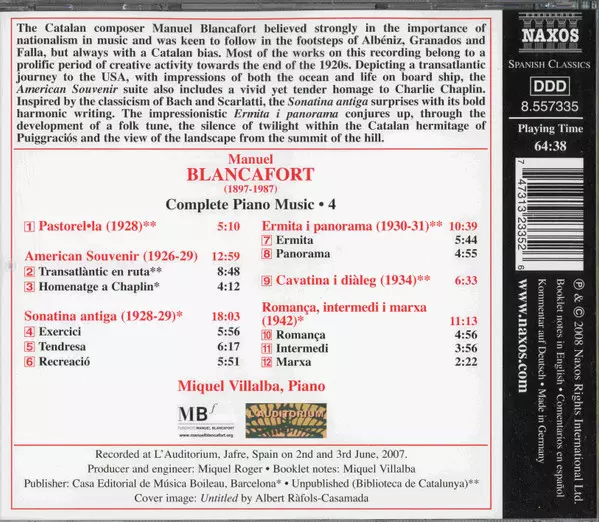 The Catalan composer Manuel Blancafort believed strongly in the importance of
nationalism in music and was keen to follow in the footsteps of Albéniz, Granados and
Falla, but always with a Catalan bias. Most of the works on this recording belong to a
prolific period of creative activity towards the end of the 1920s. Depicting a transatlantic
journey to the USA, with impressions of both the ocean and life on board ship, the
American Souvenir suite also includes a vivid yet tender homage to Charlie Chaplin.
Inspired by the classicism of Bach and Scarlatti, the Sonatina antiga surprises with its bold
harmonic writing. The impressionistic Ermita i panorama conjures up, through the
development of a folk tune, the silence of twilight within the Catalan hermitage of
Puiggraciós and the view of the landscape from the summit of the hill.
Manuel
BLANCAFORT
(1897-1987)
Complete Piano Music • 4
1 Pastorel•la (1928)** 5:10
American Souvenir (1926-29) 12:59
2 Transatlàntic en ruta** 8:48
3 Homenatge a Chaplin* 4:12
Sonatina antiga (1928-29)* 18:03
4 Exercici 5:56
5 Tendresa 6:17
6 Recreació 5:51
Ermita i panorama (1930-31)** 10:39
7 Ermita 5:44
8 Panorama 4:55
9 Cavatina i diàleg (1934)** 6:33
Romança, intermedi i marxa
(1942)* 11:13
10 Romança 4:56
11 Intermedi 3:56
12 Marxa 2:22
Miquel Villalba, Piano
MBf
FUNDACIÓ MANUEL BLANCAFORT
www.manuelblancafort.org
L'AUDITORIUM
Recorded at L'Auditorium, Jafre, Spain on 2nd and 3rd June, 2007.
Producer and engineer: Miquel Roger • Booklet notes: Miquel Villalba
Publisher: Casa Editorial de Música Boileau, Barcelona* • Unpublished (Biblioteca de Catalunya)**
Cover image: Untitled by Albert Ràfols-Casamada
NAXOS
SPANISH CLASSICS
DDD
8.557335
Playing Time
64:38
7 47313 23352 6
www.naxos.com
℗ & © 2008 Naxos Rights International Ltd.
Booklet notes in English • Comentarios en español
Kommentar auf Deutsch • Made in Germany